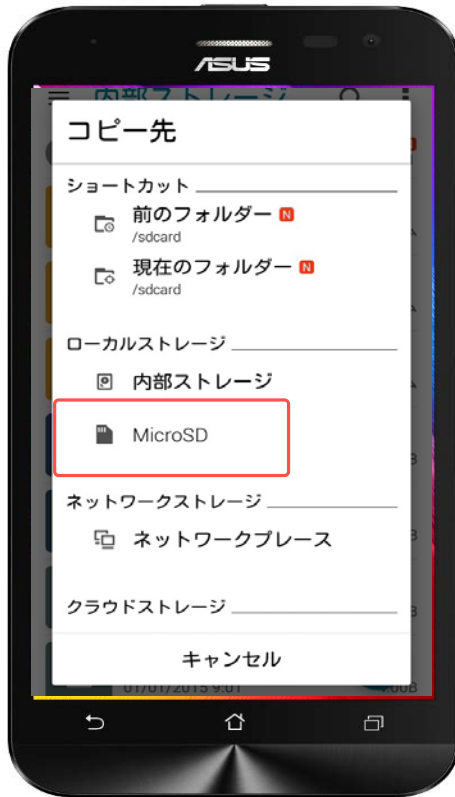 ASUS
内部ストレージ
コピー先
ショートカット
前のフォルダー N
/sdcard
現在のフォルダー N
/sdcard
ローカルストレージ
内部ストレージ
MicroSD
ネットワークストレージ
ネットワークプレース
クラウドストレージ
キャンセル
01/01/2015 9:01